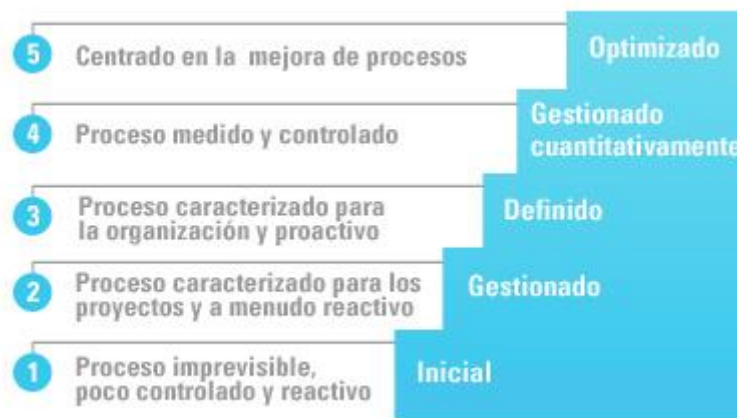 5 Centrado en la mejora de procesos Optimizado
4 Proceso medido y controlado Gestionado
cuantitativamente
3 Proceso caracterizado para
la organización y proactivo Definido
2 Proceso caracterizado para los
proyectos y a menudo reactivo Gestionado
1 Proceso imprevisible,
poco controlado y reactivo Inicial